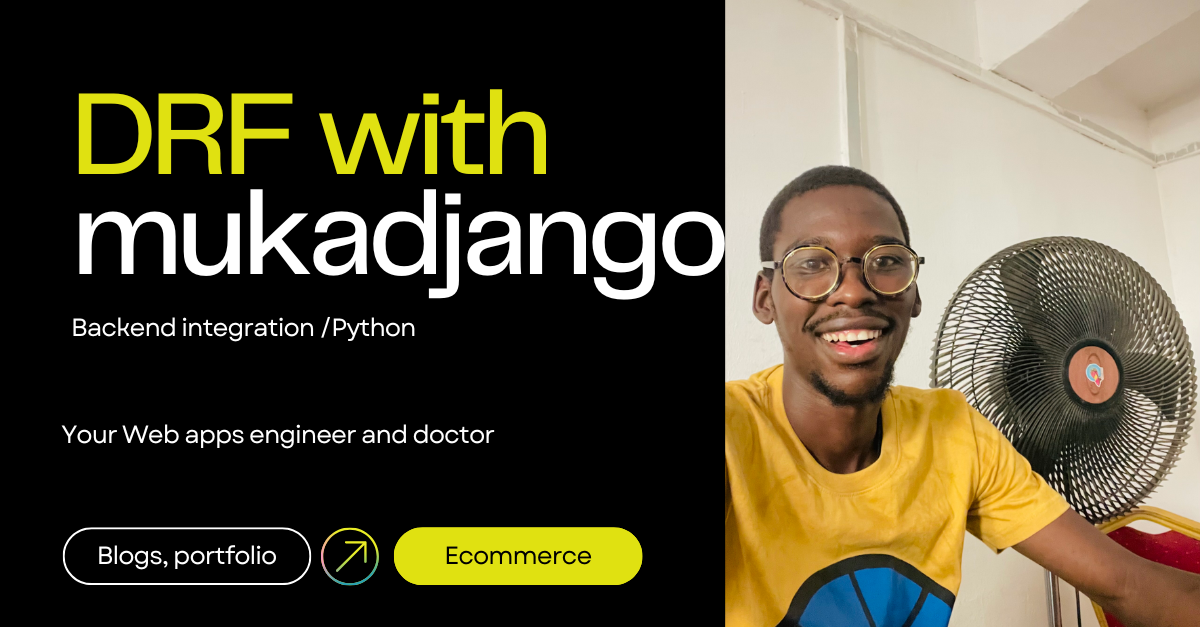 DRF with
mukadjango
Backend integration /Python
Your Web apps engineer and doctor
Blogs, portfolio
Ecommerce